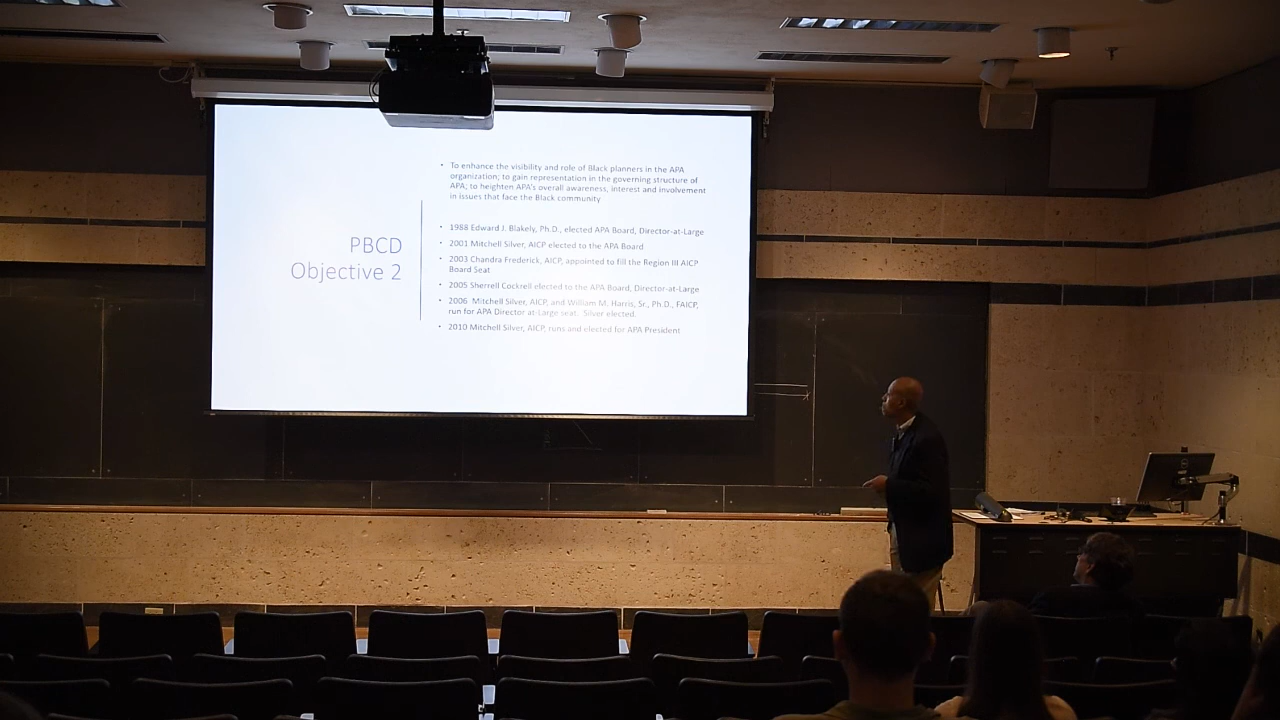 PBCD
Objective 2
• To enhance the visibility and role of Black planners in the APA
organization; to gain representation in the governing structure of
APA; to heighten APA's overall awareness, interest and involvement
in issues that face the Black community
• 1988 Edward J. Blakely, Ph.D., elected APA Board, Director-at-Large
• 2001 Mitchell Silver, AICP elected to the APA Board
• 2003 Chandra Frederick, AICP, appointed to fill the Region III AICP
Board Seat
• 2005 Sherrell Cockrell elected to the APA Board, Director-at-Large
• 2006 Mitchell Silver, AICP, and William M. Harris, Sr., Ph.D., FAICP,
run for APA Director at-Large seat. Silver elected.
• 2010 Mitchell Silver, AICP, runs and elected for APA President